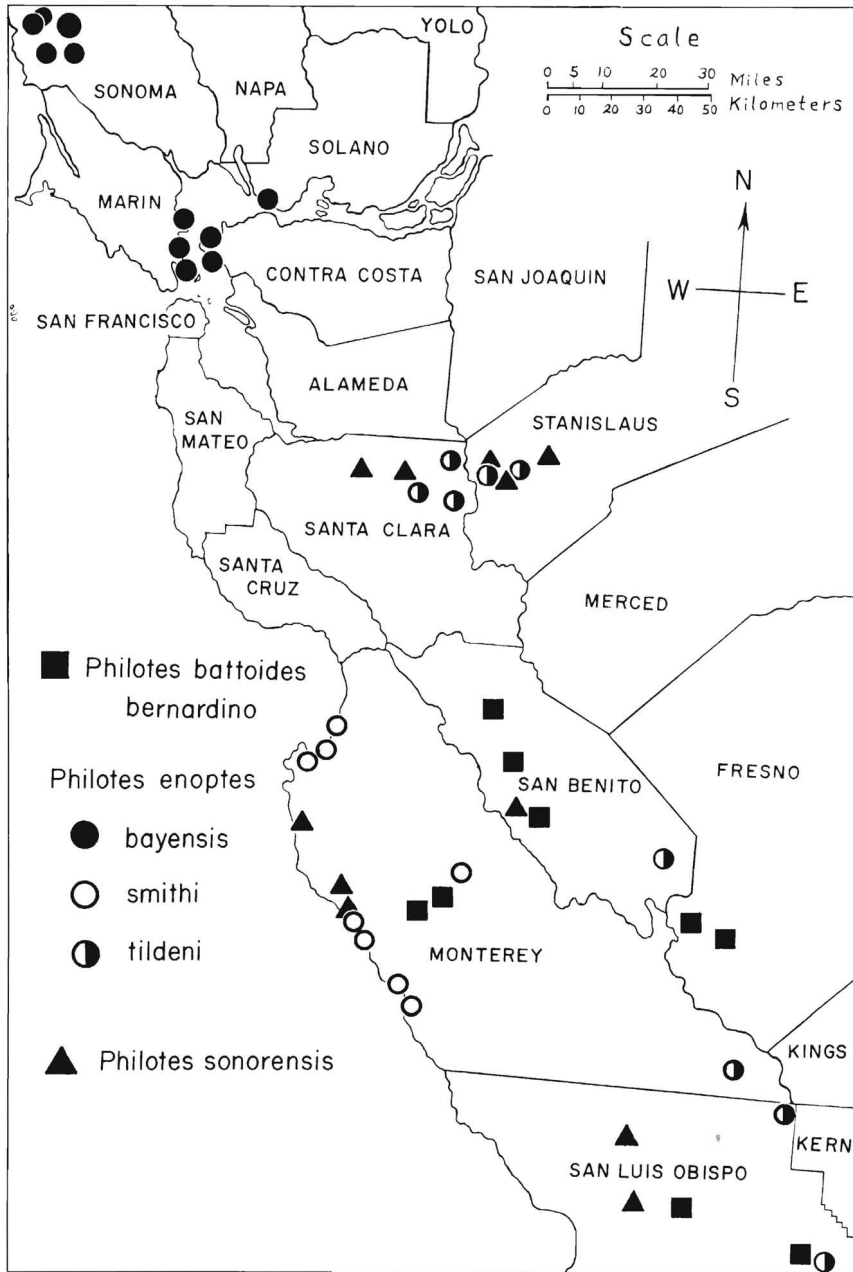 YOLO
Scale
0 5 10 20 30 Miles
0 10 20 30 40 50 Kilometers
SONOMA
NAPA
SOLANO
MARIN
N
W E
S
CONTRA COSTA
SAN JOAQUIN
SAN FRANCISCO
ALAMEDA
SAN
MATEO
STANISLAUS
SANTA CLARA
SANTA
CRUZ
MERCED
Philotes battoides
bernardino
FRESNO
SAN BENITO
Philotes enoptes
bayensis
smithi
tildeni
MONTEREY
KINGS
Philotes sonorensis
KERN
SAN LUIS OBISPO